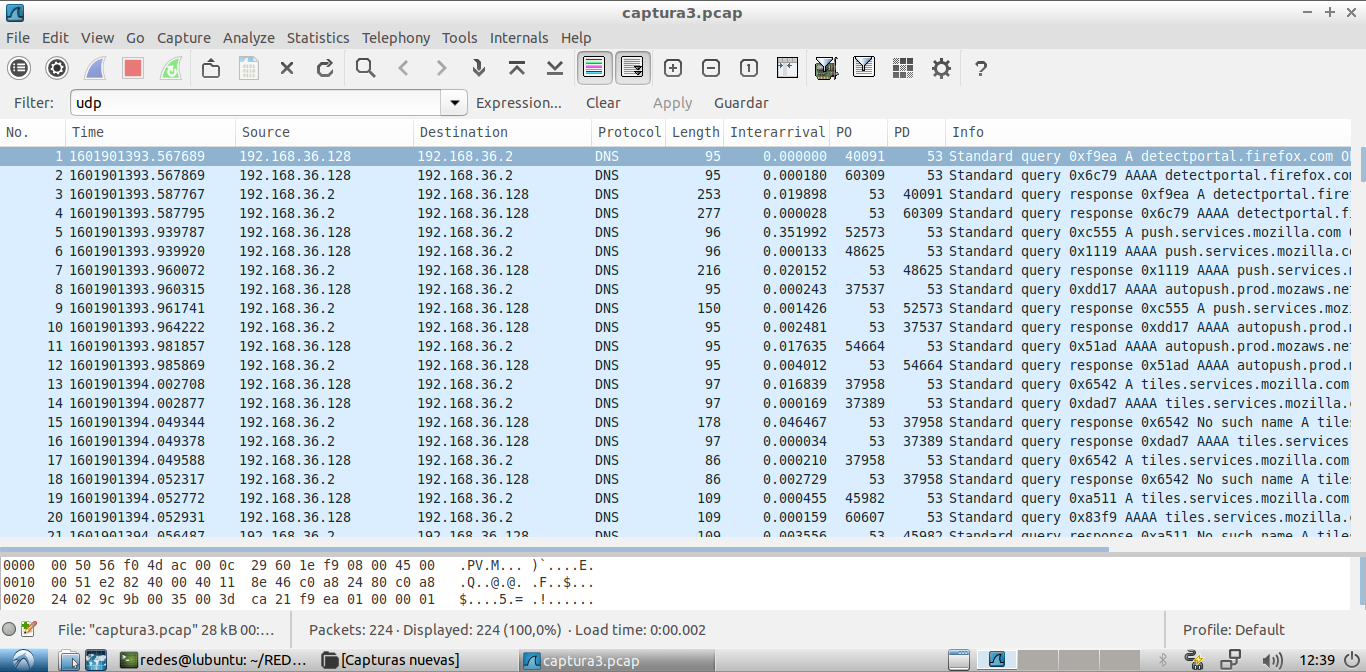 captura3.pcap
File Edit View Go Capture Analyze Statistics Telephony Tools Internals Help
Filter: udp Expression... Clear Apply Guardar
No. Time Source Destination Protocol Length Interarrival PO PD Info
1 1601901393.567689 192.168.36.128 192.168.36.2 DNS 95 0.000000 40091 53 Standard query 0xf9ea A detectportal.firefox.com
2 1601901393.567869 192.168.36.128 192.168.36.2 DNS 95 0.000180 60309 53 Standard query 0x6c79 AAAA detectportal.firefox.co
3 1601901393.587767 192.168.36.2 192.168.36.128 DNS 253 0.019898 53 40091 Standard query response 0xf9ea A detectportal.fire
4 1601901393.587795 192.168.36.2 192.168.36.128 DNS 277 0.000028 53 60309 Standard query response 0x6c79 AAAA detectportal.f
5 1601901393.939787 192.168.36.128 192.168.36.2 DNS 96 0.351992 52573 53 Standard query 0xc555 A push.services.mozilla.com
6 1601901393.939920 192.168.36.128 192.168.36.2 DNS 96 0.000133 48625 53 Standard query 0x1119 AAAA push.services.mozilla.c
7 1601901393.960072 192.168.36.2 192.168.36.128 DNS 216 0.020152 53 48625 Standard query response 0x1119 AAAA push.services.
8 1601901393.960315 192.168.36.128 192.168.36.2 DNS 95 0.000243 37537 53 Standard query 0xdd17 AAAA autopush.prod.mozaws.ne
9 1601901393.961741 192.168.36.2 192.168.36.128 DNS 150 0.001426 53 52573 Standard query response 0xc555 A push.services.moz
10 1601901393.964222 192.168.36.2 192.168.36.128 DNS 95 0.002481 53 37537 Standard query response 0xdd17 AAAA autopush.prod.
11 1601901393.981857 192.168.36.128 192.168.36.2 DNS 95 0.017635 54664 53 Standard query 0x51ad AAAA autopush.prod.mozaws.ne
12 1601901393.985869 192.168.36.2 192.168.36.128 DNS 95 0.004012 53 54664 Standard query response 0x51ad AAAA autopush.prod.
13 1601901394.002708 192.168.36.128 192.168.36.2 DNS 97 0.016839 37958 53 Standard query 0x6542 A tiles.services.mozilla.com
14 1601901394.002877 192.168.36.128 192.168.36.2 DNS 97 0.000169 37389 53 Standard query 0xdad7 AAAA tiles.services.mozilla.
15 1601901394.049344 192.168.36.2 192.168.36.128 DNS 178 0.046467 53 37958 Standard query response 0x6542 No such name A tile
16 1601901394.049378 192.168.36.2 192.168.36.128 DNS 97 0.000034 53 37389 Standard query response 0xdad7 AAAA tiles.services
17 1601901394.049588 192.168.36.128 192.168.36.2 DNS 86 0.000210 37958 53 Standard query 0x6542 A tiles.services.mozilla.com
18 1601901394.052317 192.168.36.2 192.168.36.128 DNS 86 0.002729 53 37958 Standard query response 0x6542 No such name A tile
19 1601901394.052772 192.168.36.128 192.168.36.2 DNS 109 0.000455 45982 53 Standard query 0xa511 A tiles.services.mozilla.com
20 1601901394.052931 192.168.36.128 192.168.36.2 DNS 109 0.000159 60607 53 Standard query 0x83f9 AAAA tiles.services.mozilla.
21 1601901394.056487 192.168.36.2 192.168.36.128 DNS 109 0.003556 53 45982 Standard query response 0xa511 No such name A tile
0000 00 50 56 f0 4d ac 00 0c 29 60 1e f9 08 00 45 00 .PV.M... )`....E.
0010 00 51 e2 82 40 00 40 11 8e 46 c0 a8 24 80 c0 a8 .Q..@.@. .F..$...
0020 24 02 9c 9b 00 35 00 3d ca 21 f9 ea 01 00 00 01 $....5.= .!......
File: "captura3.pcap" 28 kB 00:... Packets: 224 · Displayed: 224 (100,0%) · Load time: 0:00.002 Profile: Default
redes@lubuntu: ~/RED... [Capturas nuevas] captura3.pcap 12:39